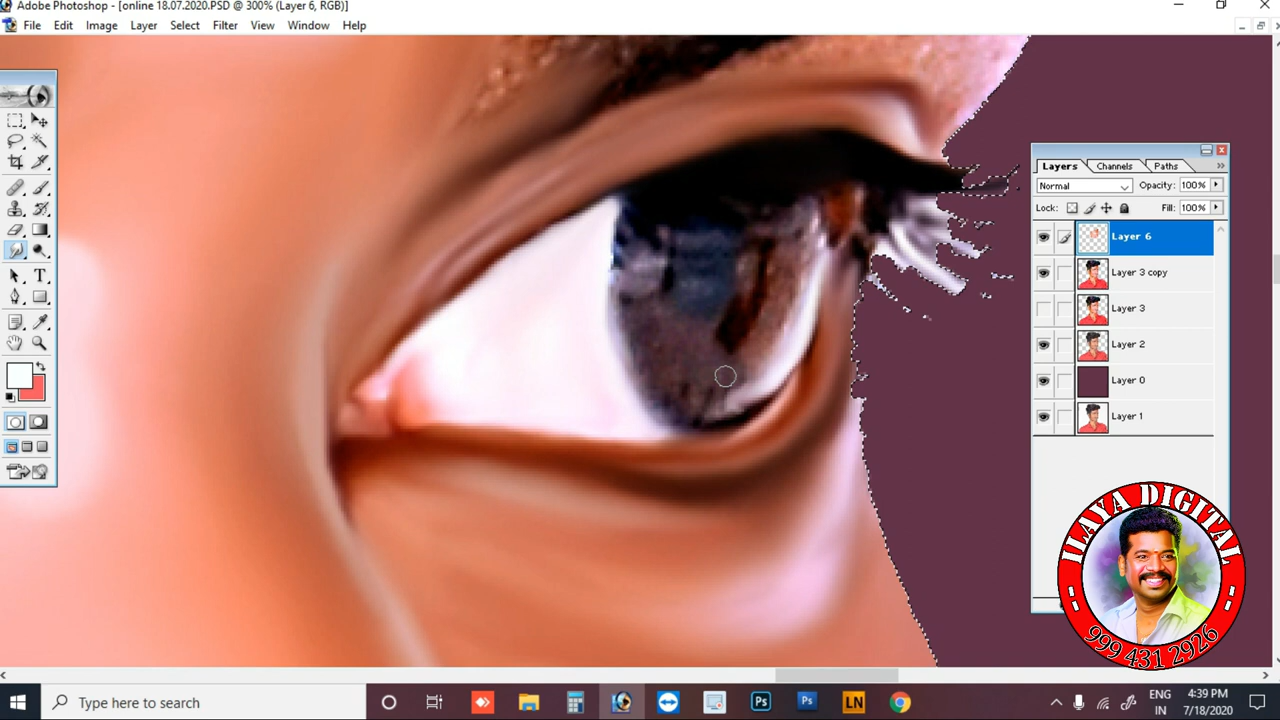 Adobe Photoshop - [online 18.07.2020.PSD @ 300% (Layer 6, RGB)]
File Edit Image Layer Select Filter View Window Help
Layers Channels Paths
Normal Opacity: 100%
Lock: Fill: 100%
Layer 6
Layer 3 copy
Layer 3
Layer 2
Layer 0
Layer 1
ILAYA DIGITAL
999 431 2926
Type here to search
Ps Ps LN
ENG 4:39 PM
IN 7/18/2020